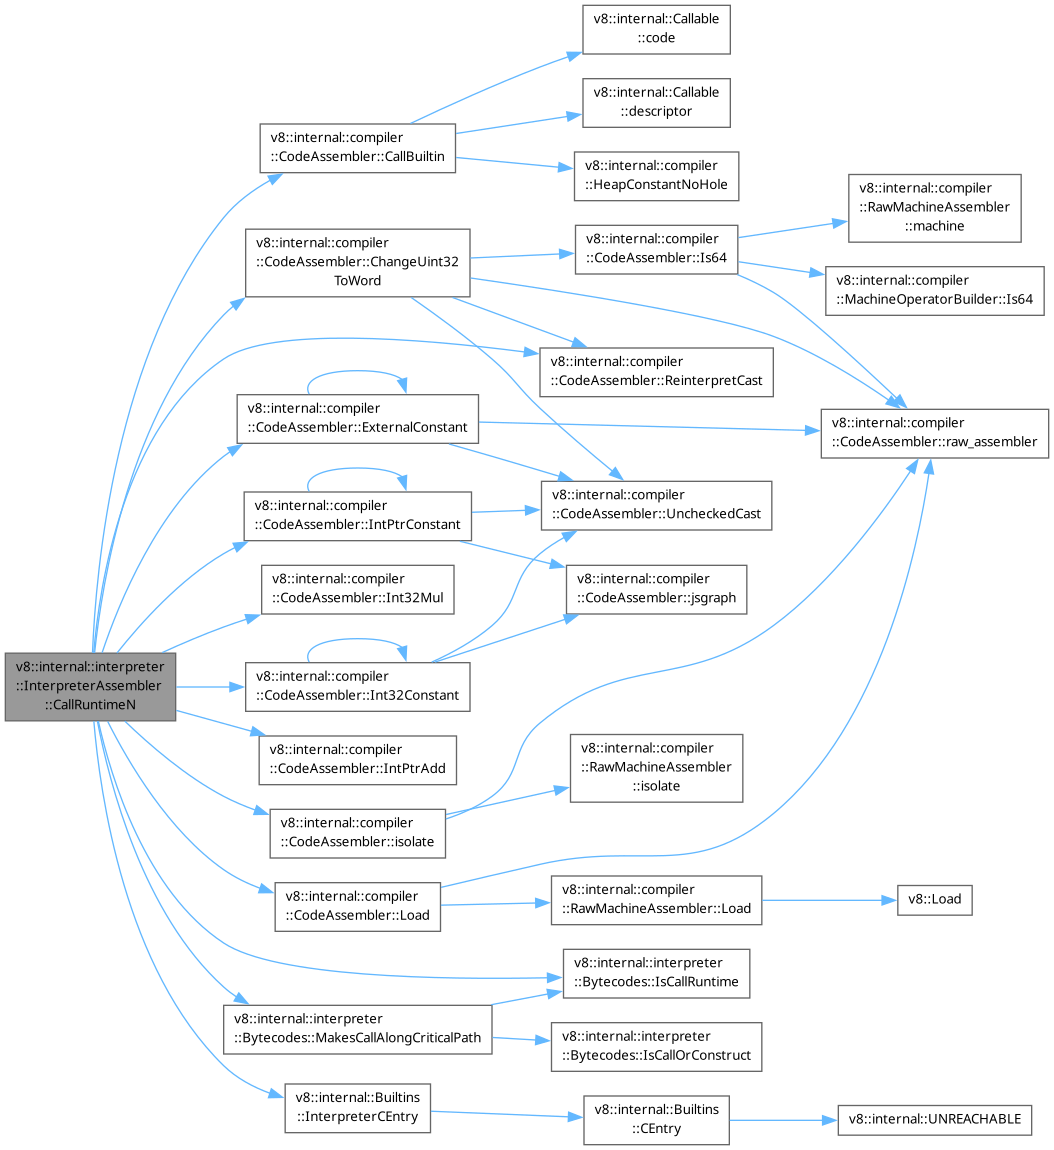 v8::internal::Callable
::code
v8::internal::Callable
::descriptor
v8::internal::compiler
::CodeAssembler::CallBuiltin
v8::internal::compiler
::HeapConstantNoHole
v8::internal::compiler
::RawMachineAssembler
::machine
v8::internal::compiler
::CodeAssembler::ChangeUint32
ToWord
v8::internal::compiler
::CodeAssembler::Is64
v8::internal::compiler
::MachineOperatorBuilder::Is64
v8::internal::compiler
::CodeAssembler::ReinterpretCast
v8::internal::compiler
::CodeAssembler::ExternalConstant
v8::internal::compiler
::CodeAssembler::raw_assembler
v8::internal::compiler
::CodeAssembler::IntPtrConstant
v8::internal::compiler
::CodeAssembler::UncheckedCast
v8::internal::compiler
::CodeAssembler::Int32Mul
v8::internal::compiler
::CodeAssembler::jsgraph
v8::internal::interpreter
::InterpreterAssembler
::CallRuntimeN
v8::internal::compiler
::CodeAssembler::Int32Constant
v8::internal::compiler
::CodeAssembler::IntPtrAdd
v8::internal::compiler
::RawMachineAssembler
::isolate
v8::internal::compiler
::CodeAssembler::isolate
v8::internal::compiler
::CodeAssembler::Load
v8::internal::compiler
::RawMachineAssembler::Load
v8::Load
v8::internal::interpreter
::Bytecodes::IsCallRuntime
v8::internal::interpreter
::Bytecodes::MakesCallAlongCriticalPath
v8::internal::interpreter
::Bytecodes::IsCallOrConstruct
v8::internal::Builtins
::InterpreterCEntry
v8::internal::Builtins
::CEntry
v8::internal::UNREACHABLE